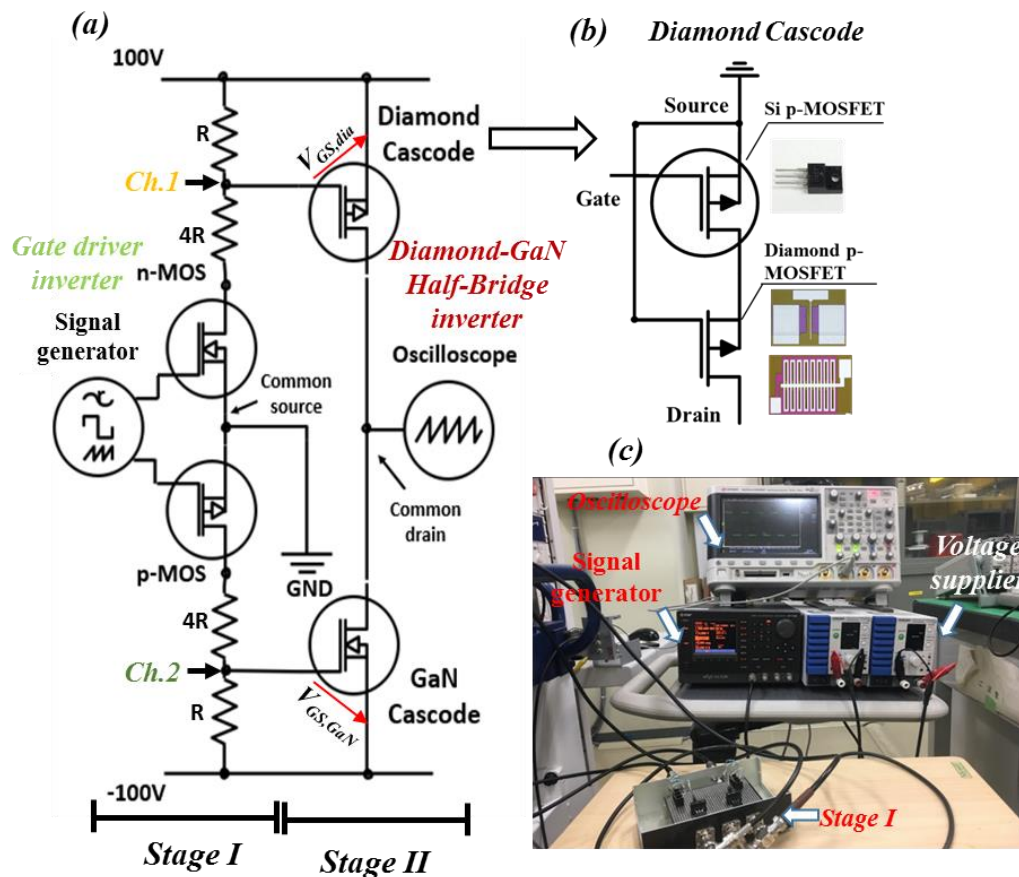 (a)
100V
R
Ch.1
4R
n-MOS
Gate driver
inverter
Signal
generator
Common
source
p-MOS
GND
4R
Ch.2
R
-100V
Diamond
Cascode
V GS,dia
Diamond-GaN
Half-Bridge
inverter
Oscilloscope
Common
drain
GaN
Cascode
V GS,GaN
Stage I
Stage II
(b)
Diamond Cascode
Source
Si p-MOSFET
Gate
Diamond p-
MOSFET
Drain
(c)
Oscilloscope
Signal
generator
Voltage
supplier
Stage I